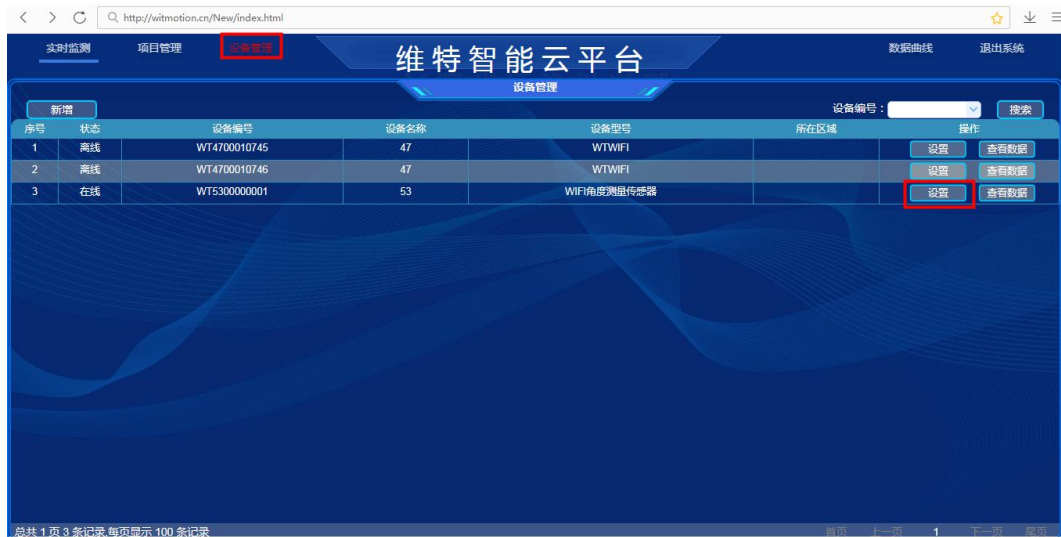 http://witmotion.cn/New/index.html
实时监测 项目管理 设备管理 维特智能云平台 数据曲线 退出系统
设备管理
新增 设备编号： 搜索
序号 状态 设备编号 设备名称 设备型号 所在区域 操作
1 离线 WT4700010745 47 WTWIFI 设置 查看数据
2 离线 WT4700010746 47 WTWIFI 设置 查看数据
3 在线 WT5300000001 53 WIFI角度测量传感器 设置 查看数据
总共 1 页 3 条记录 每页显示 100 条记录 首页 上一页 1 下一页 尾页